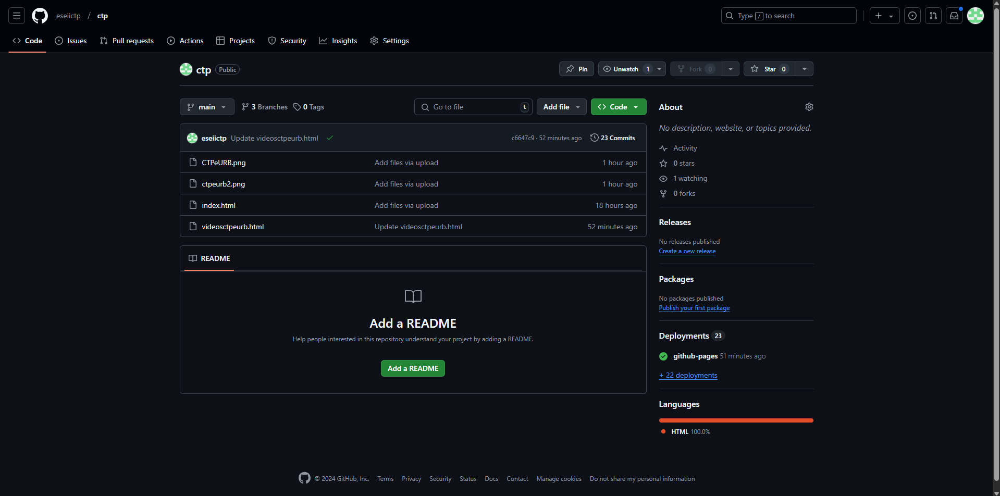 eseiictp / ctp
Type / to search
Code Issues Pull requests Actions Projects Security Insights Settings
ctp Public
Pin Unwatch 1 Fork 0 Star 0
main 3 Branches 0 Tags Go to file t Add file Code
eseiictp Update videosctpeurb.html c6647c9 · 52 minutes ago 23 Commits
CTPeURB.png Add files via upload 1 hour ago
ctpeurb2.png Add files via upload 1 hour ago
index.html Add files via upload 18 hours ago
videosctpeurb.html Update videosctpeurb.html 52 minutes ago
README
Add a README
Help people interested in this repository understand your project by adding a README.
Add a README
About
No description, website, or topics provided.
Activity
0 stars
1 watching
0 forks
Releases
No releases published
Create a new release
Packages
No packages published
Publish your first package
Deployments 23
github-pages 51 minutes ago
+ 22 deployments
Languages
HTML 100.0%
© 2024 GitHub, Inc. Terms Privacy Security Status Docs Contact Manage cookies Do not share my personal information